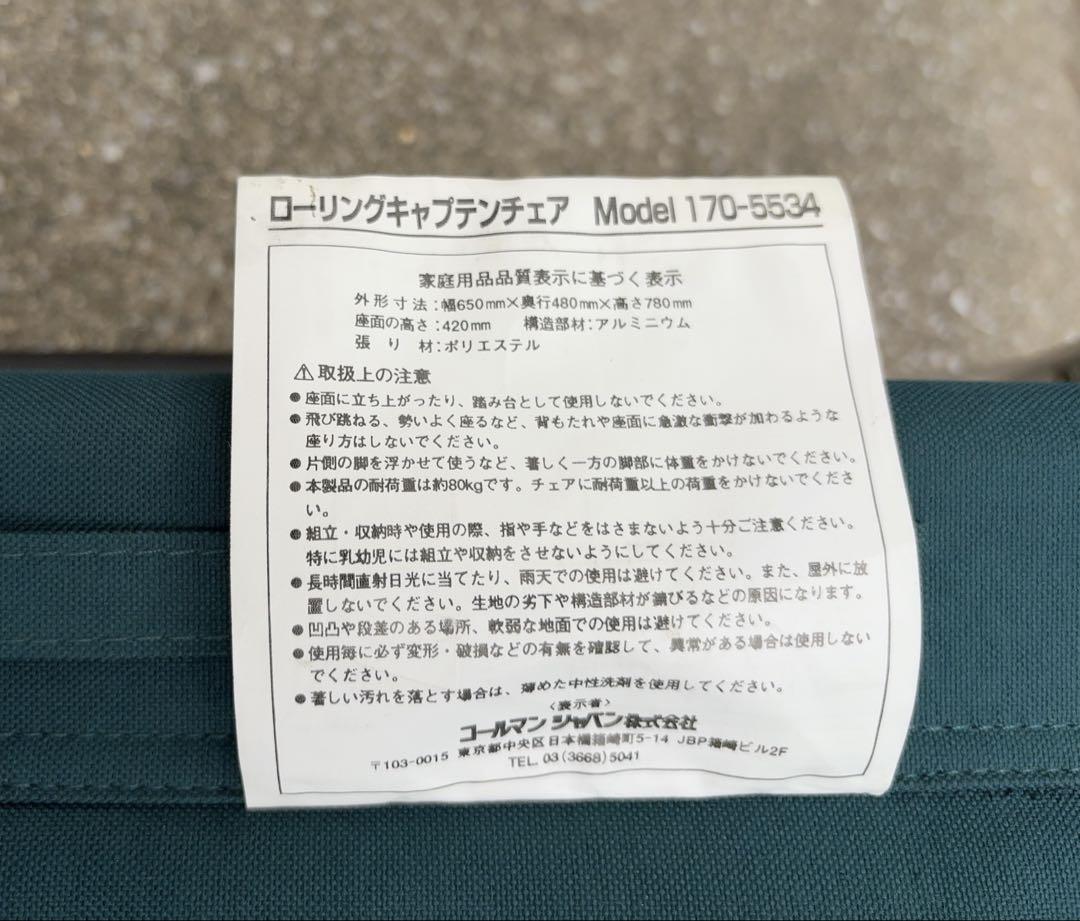 ローリングキャプテンチェア Model 170-5534
家庭用品品質表示に基づく表示
外形寸法：幅650mm×奥行480mm×高さ780mm
座面の高さ：420mm 構造部材：アルミニウム
張り材：ポリエステル
⚠取扱上の注意
●座面に立ち上がったり、踏み台として使用しないでください。
●飛び跳ねる、勢いよく座るなど、背もたれや座面に急激な衝撃が加わるような
座り方はしないでください。
●片側の脚を浮かせて使うなど、著しく一方の脚部に体重をかけないでください。
●本製品の耐荷重は約80kgです。チェアに耐荷重以上の荷重をかけないでくださ
い。
●組立・収納時や使用の際、指や手などをはさまないよう十分ご注意ください。
特に乳幼児には組立や収納をさせないようにしてください。
●長時間直射日光に当てたり、雨天での使用は避けてください。また、屋外に放
置しないでください。生地の劣下や構造部材が錆びるなどの原因になります。
●凹凸や段差のある場所、軟弱な地面での使用は避けてください。
●使用毎に必ず変形・破損などの有無を確認して、異常がある場合は使用しない
でください。
●著しい汚れを落とす場合は、薄めた中性洗剤を使用してください。
〈表示者〉
コールマン ジャパン株式会社
〒103-0015 東京都中央区日本橋箱崎町5-14 JBP箱崎ビル2F
TEL. 03 (3668) 5041